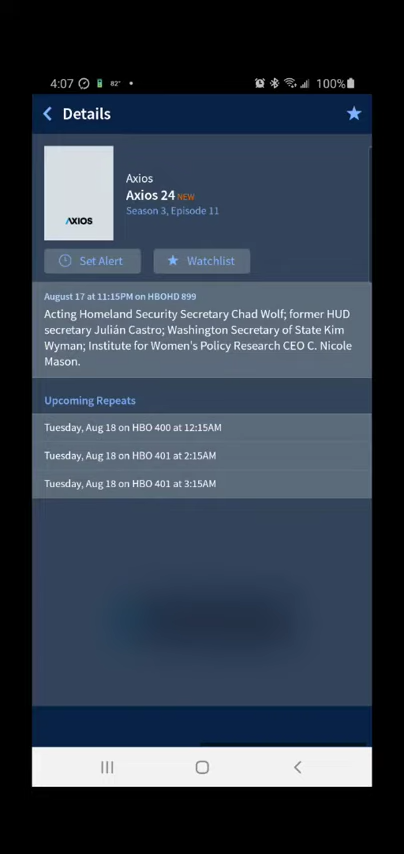 4:07 82° 100%
Details
AXIOS
Axios
Axios 24 NEW
Season 3, Episode 11
Set Alert
Watchlist
August 17 at 11:15PM on HBOHD 899
Acting Homeland Security Secretary Chad Wolf; former HUD
secretary Julián Castro; Washington Secretary of State Kim
Wyman; Institute for Women's Policy Research CEO C. Nicole
Mason.
Upcoming Repeats
Tuesday, Aug 18 on HBO 400 at 12:15AM
Tuesday, Aug 18 on HBO 401 at 2:15AM
Tuesday, Aug 18 on HBO 401 at 3:15AM